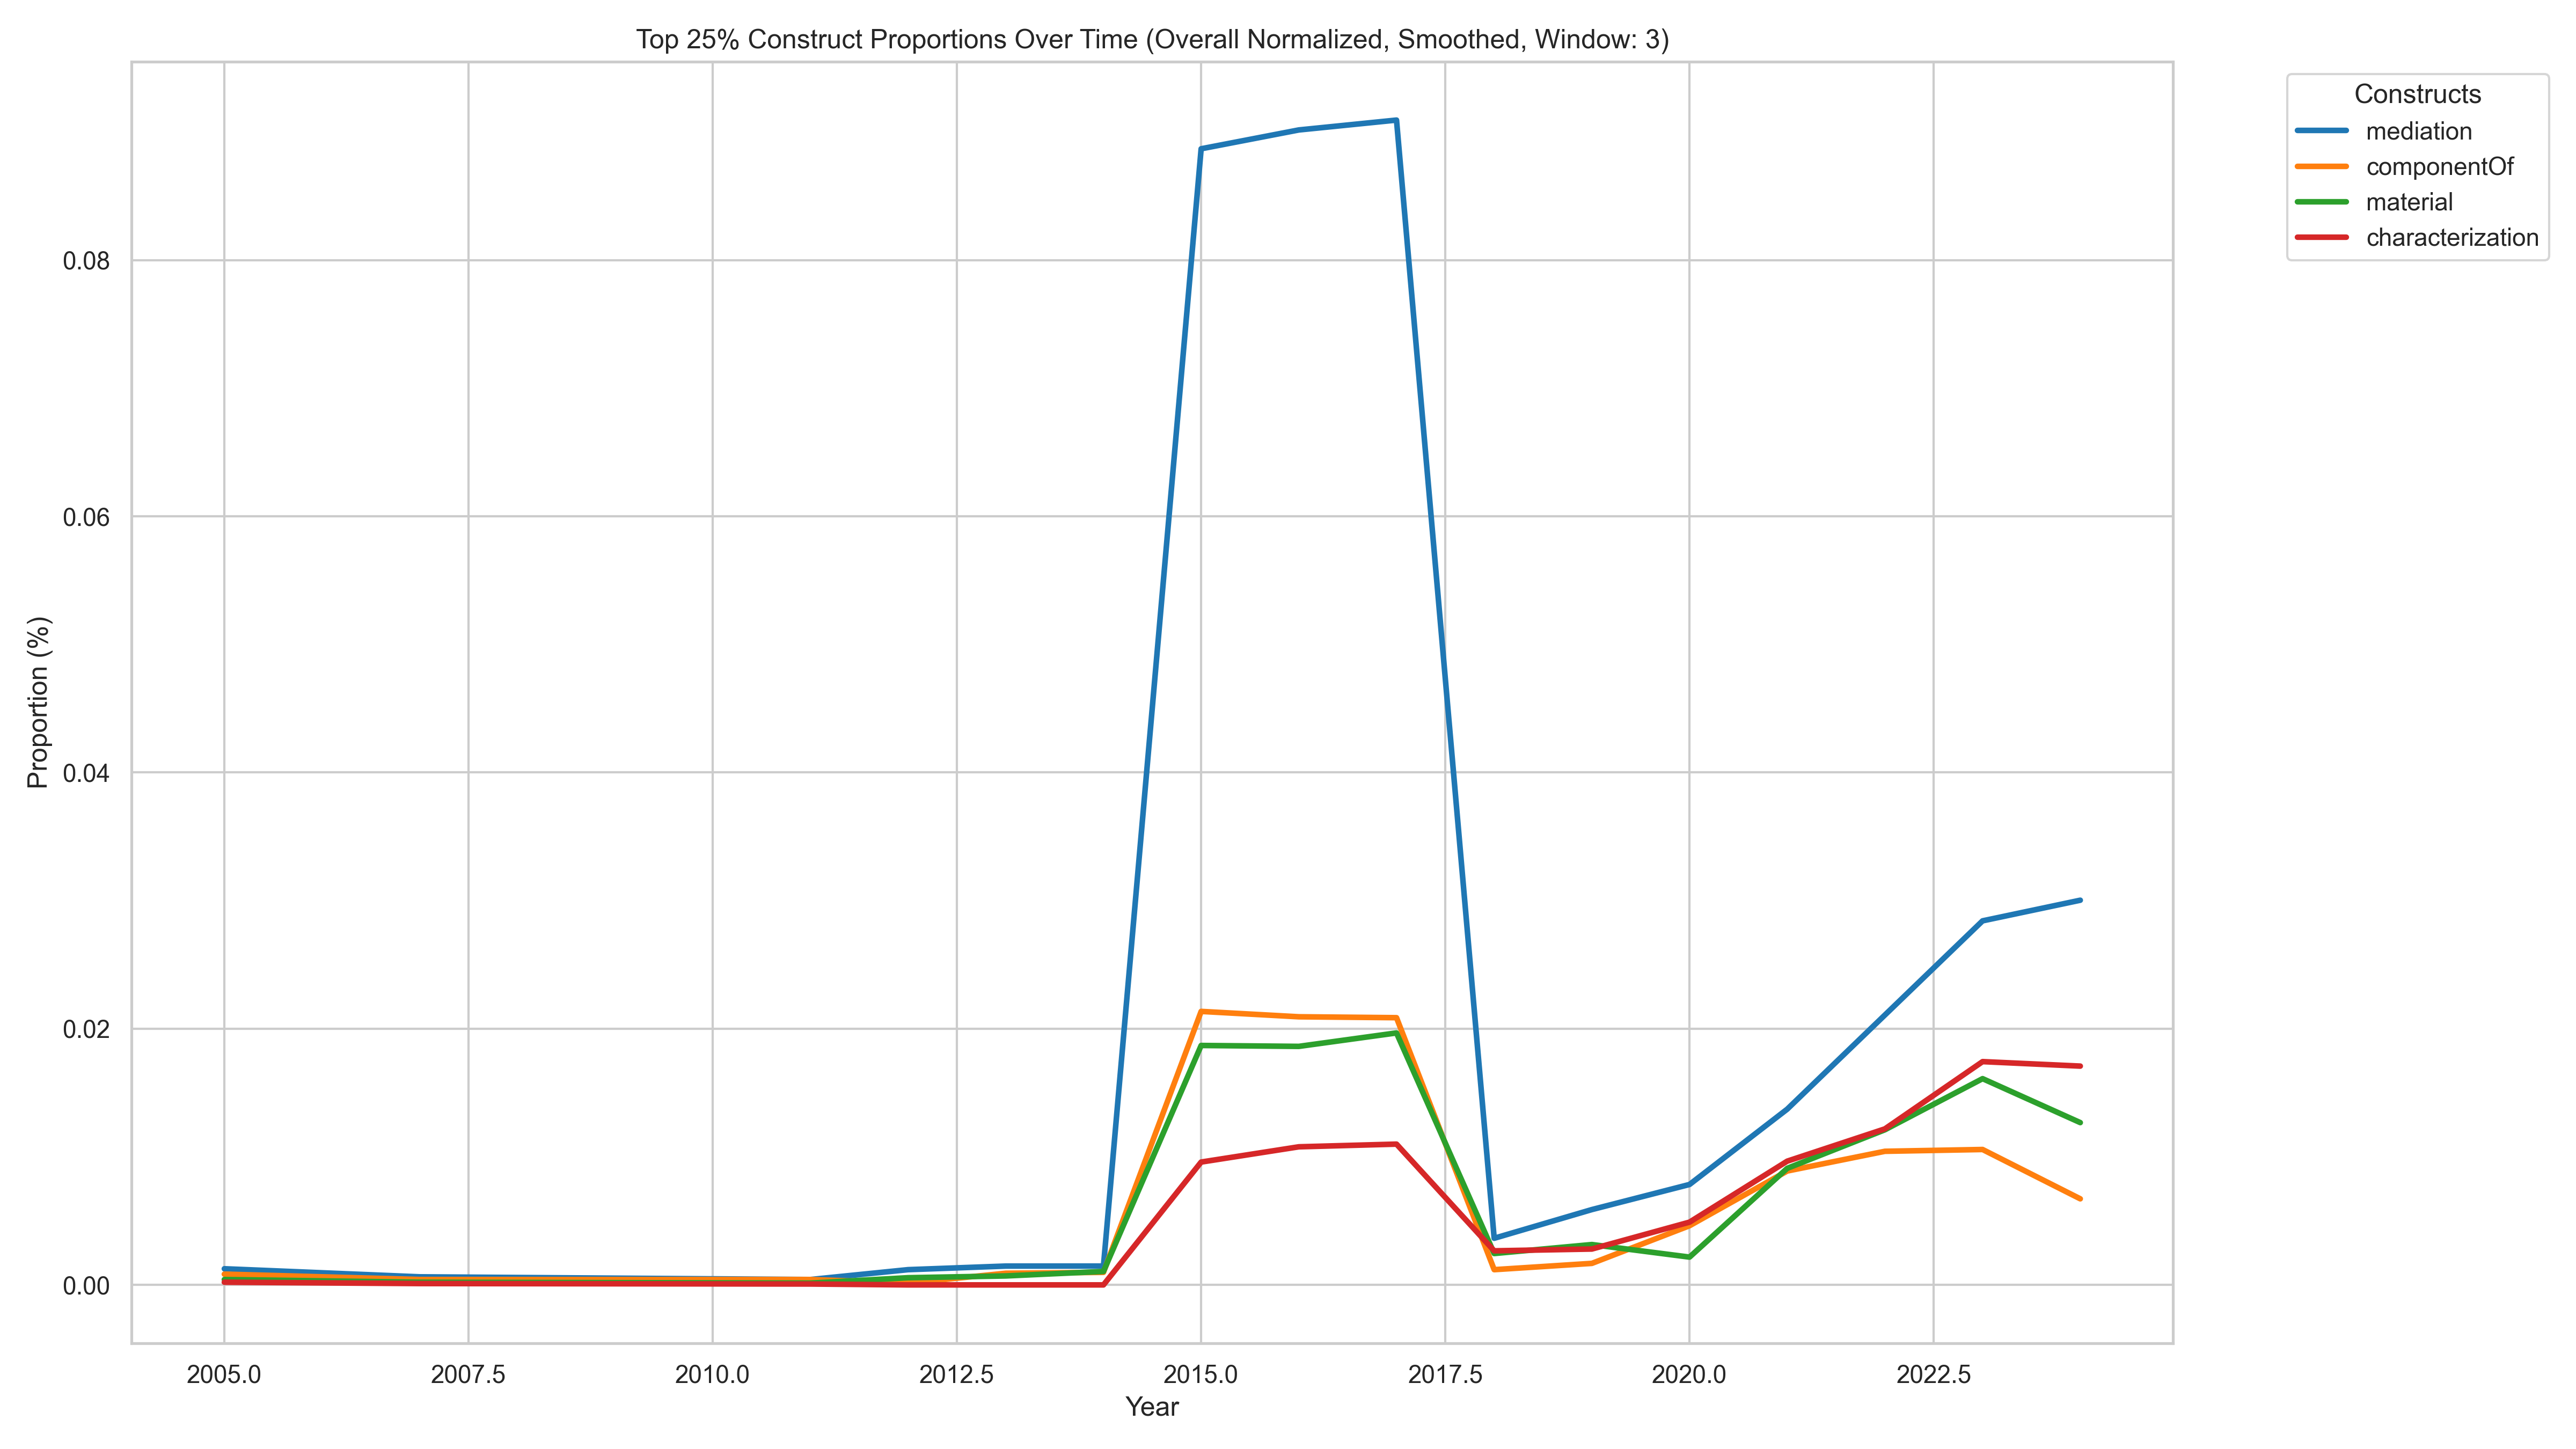 Top 25% Construct Proportions Over Time (Overall Normalized, Smoothed, Window: 3)
Constructs
mediation
componentOf
material
characterization
Proportion (%)
0.08
0.06
0.04
0.02
0.00
2005.0 2007.5 2010.0 2012.5 2015.0 2017.5 2020.0 2022.5
Year